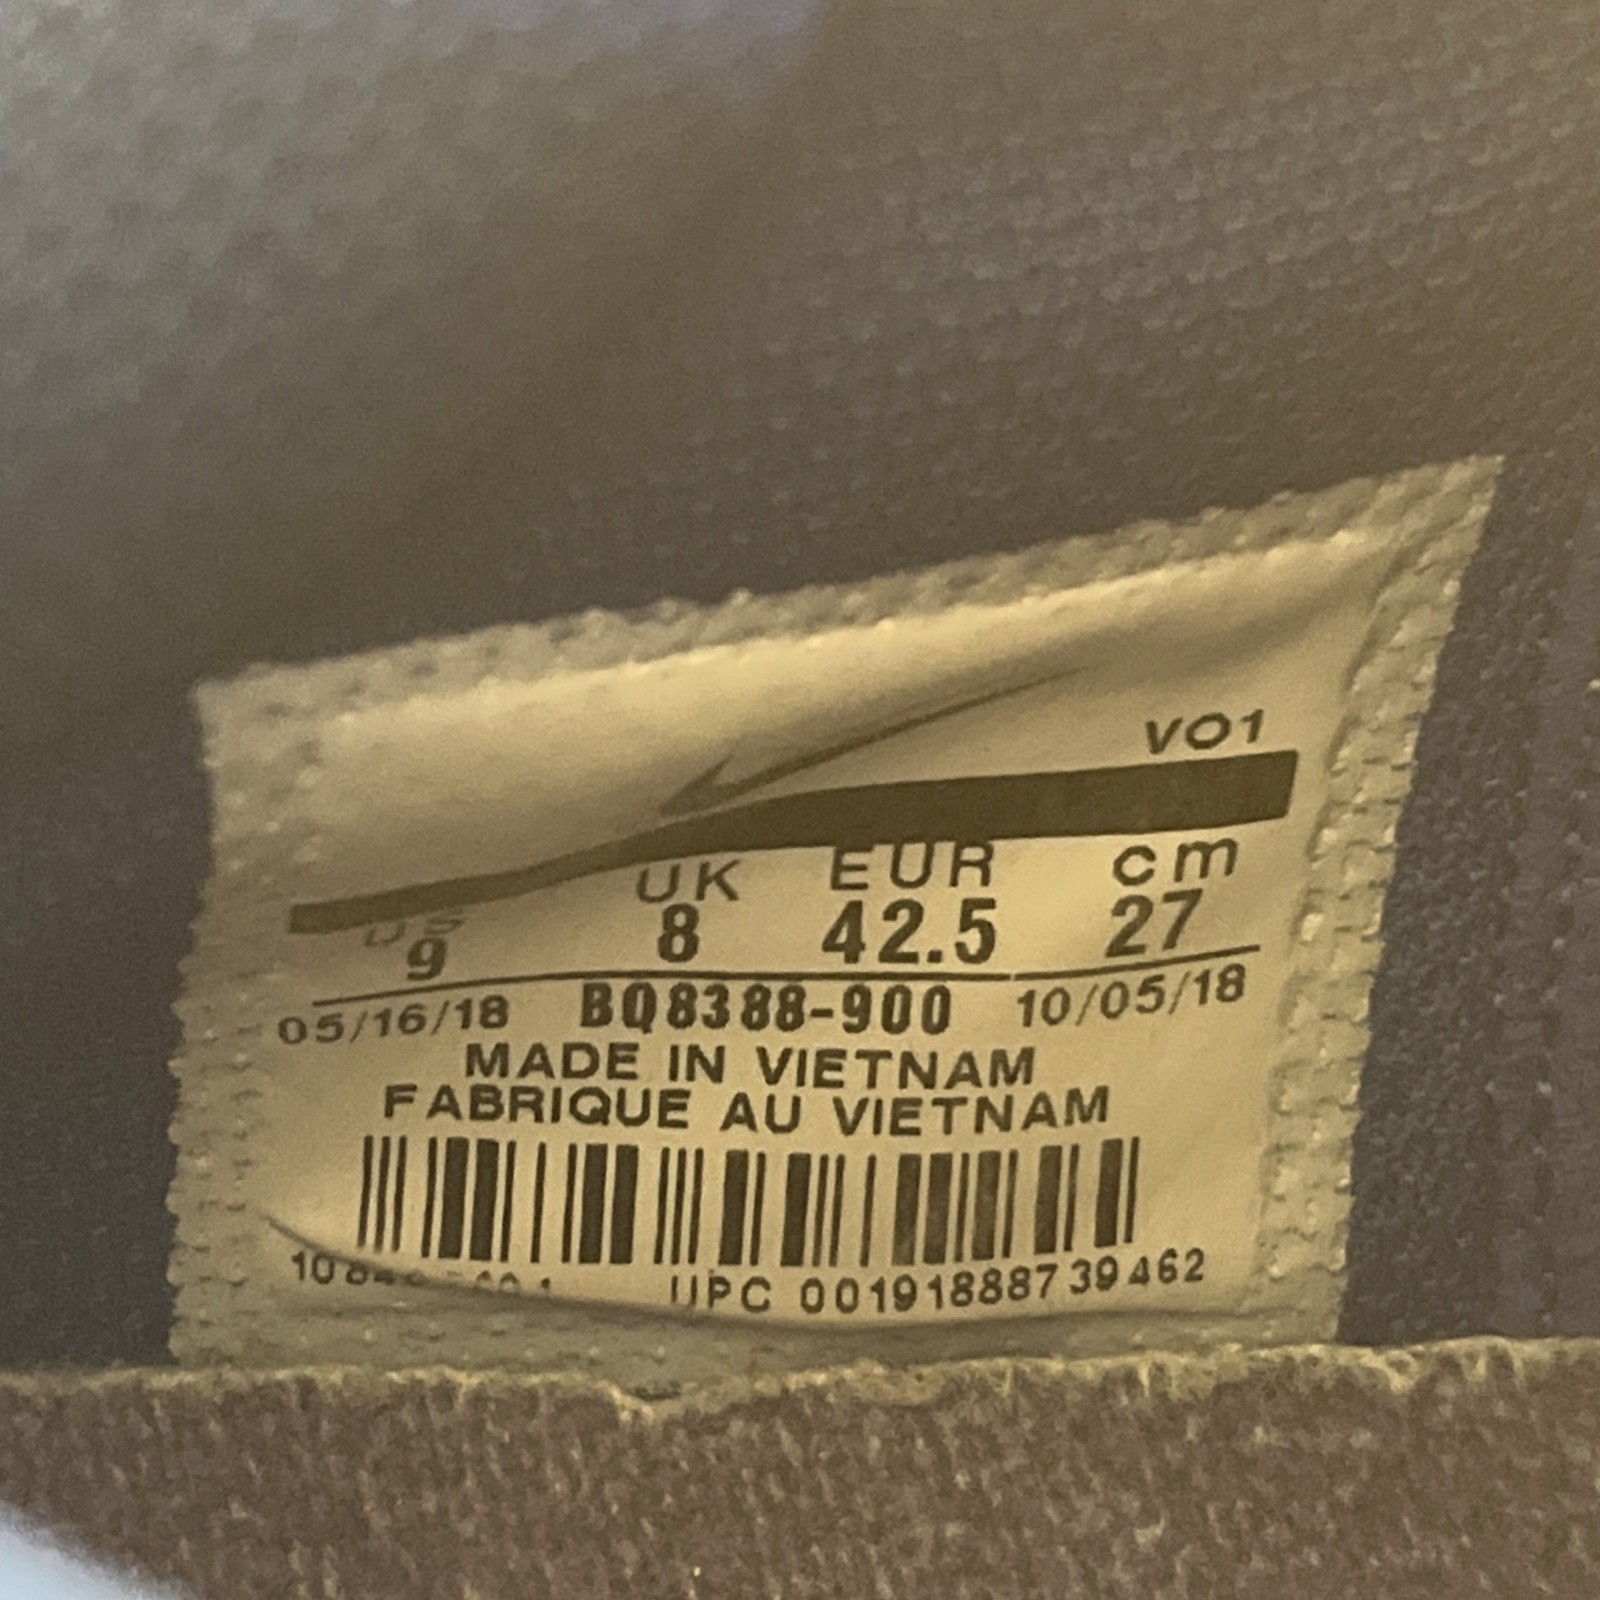 VO1
US UK EUR cm
9 8 42.5 27
05/16/18 BQ8388-900 10/05/18
MADE IN VIETNAM
FABRIQUE AU VIETNAM
UPC 00191888739462